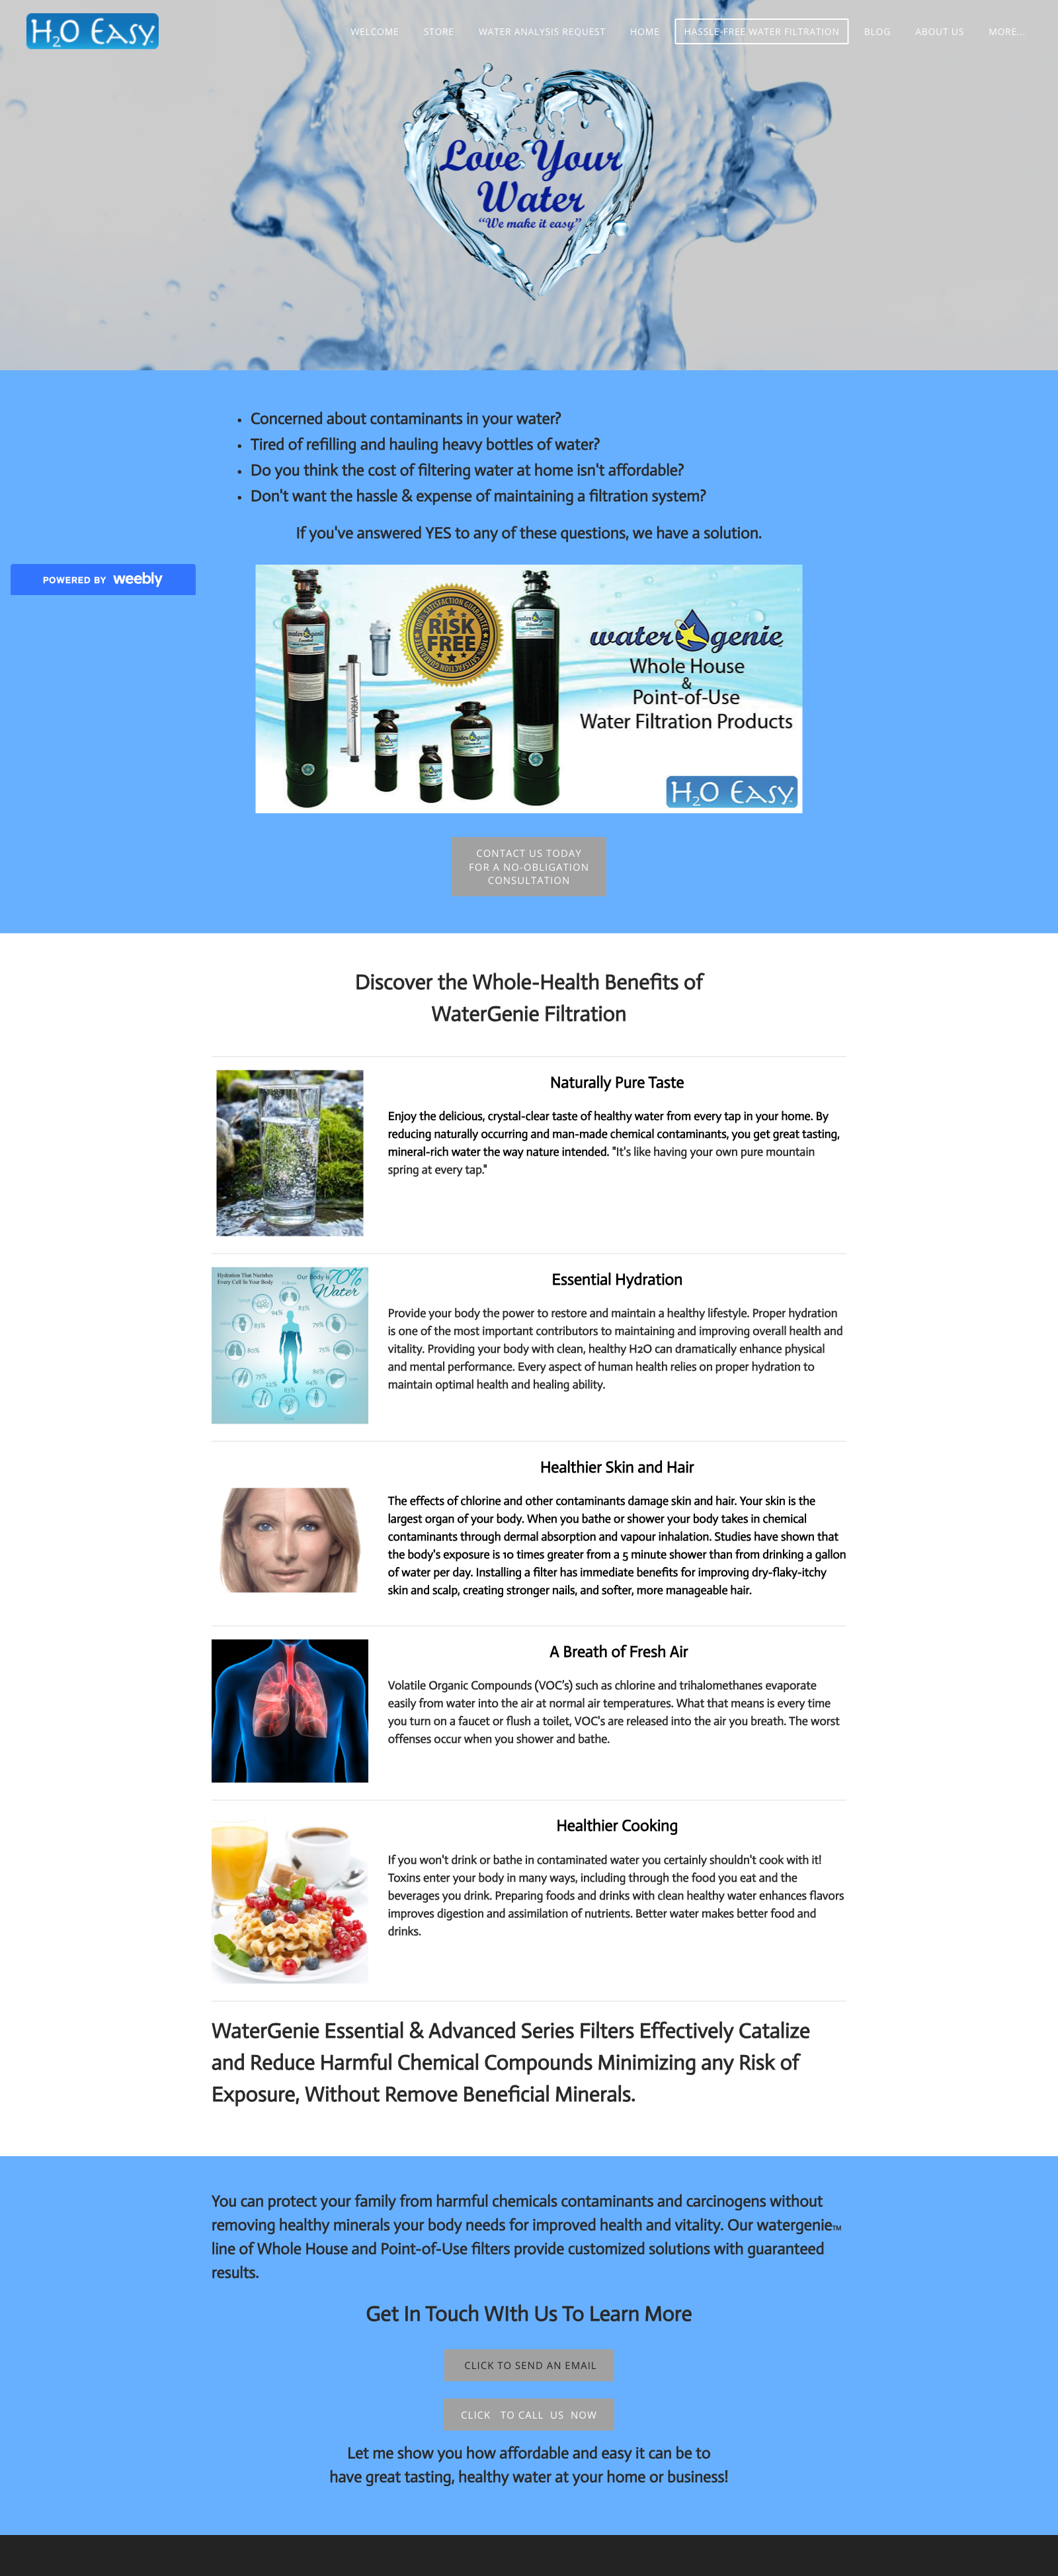 H2O Easy
WELCOME
STORE
WATER ANALYSIS REQUEST
HOME
HASSLE-FREE WATER FILTRATION
BLOG
ABOUT US
MORE...
Love Your
Water
"We make it easy"
• Concerned about contaminants in your water?
• Tired of refilling and hauling heavy bottles of water?
• Do you think the cost of filtering water at home isn't affordable?
• Don't want the hassle & expense of maintaining a filtration system?
If you've answered YES to any of these questions, we have a solution.
POWERED BY weebly
100% SATISFACTION GUARANTEE
RISK
FREE
VIQUA
water genie
Whole House
&
Point-of-Use
Water Filtration Products
H2O Easy
CONTACT US TODAY
FOR A NO-OBLIGATION
CONSULTATION
Discover the Whole-Health Benefits of
WaterGenie Filtration
Naturally Pure Taste
Enjoy the delicious, crystal-clear taste of healthy water from every tap in your home. By
reducing naturally occurring and man-made chemical contaminants, you get great tasting,
mineral-rich water the way nature intended. "It's like having your own pure mountain
spring at every tap."
Hydration That Nurtures
Every Cell In Your Body
Our Body is 70%
Water
Essential Hydration
Provide your body the power to restore and maintain a healthy lifestyle. Proper hydration
is one of the most important contributors to maintaining and improving overall health and
vitality. Providing your body with clean, healthy H2O can dramatically enhance physical
and mental performance. Every aspect of human health relies on proper hydration to
maintain optimal health and healing ability.
Healthier Skin and Hair
The effects of chlorine and other contaminants damage skin and hair. Your skin is the
largest organ of your body. When you bathe or shower your body takes in chemical
contaminants through dermal absorption and vapour inhalation. Studies have shown that
the body's exposure is 10 times greater from a 5 minute shower than from drinking a gallon
of water per day. Installing a filter has immediate benefits for improving dry-flaky-itchy
skin and scalp, creating stronger nails, and softer, more manageable hair.
A Breath of Fresh Air
Volatile Organic Compounds (VOC's) such as chlorine and trihalomethanes evaporate
easily from water into the air at normal air temperatures. What that means is every time
you turn on a faucet or flush a toilet, VOC's are released into the air you breath. The worst
offenses occur when you shower and bathe.
Healthier Cooking
If you won't drink or bathe in contaminated water you certainly shouldn't cook with it!
Toxins enter your body in many ways, including through the food you eat and the
beverages you drink. Preparing foods and drinks with clean healthy water enhances flavors
improves digestion and assimilation of nutrients. Better water makes better food and
drinks.
WaterGenie Essential & Advanced Series Filters Effectively Catalize
and Reduce Harmful Chemical Compounds Minimizing any Risk of
Exposure, Without Remove Beneficial Minerals.
You can protect your family from harmful chemicals contaminants and carcinogens without
removing healthy minerals your body needs for improved health and vitality. Our watergenie™
line of Whole House and Point-of-Use filters provide customized solutions with guaranteed
results.
Get In Touch WIth Us To Learn More
CLICK TO SEND AN EMAIL
CLICK TO CALL US NOW
Let me show you how affordable and easy it can be to
have great tasting, healthy water at your home or business!